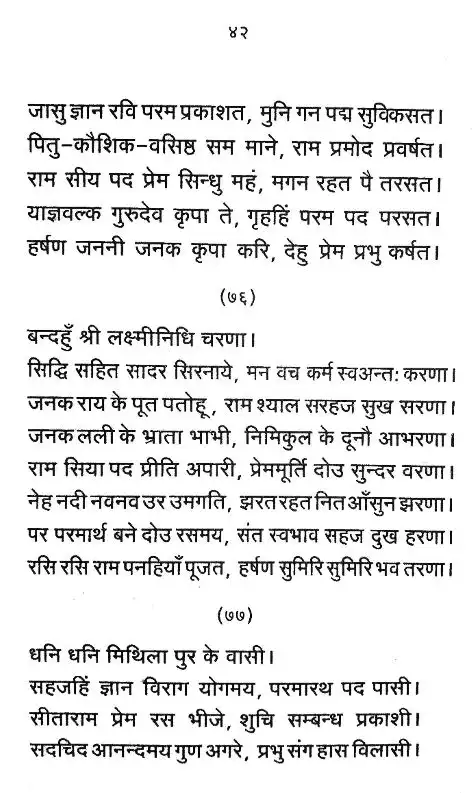 ४२
जासु ज्ञान रवि परम प्रकाशत, मुनि गन पद्म सुविकसत।
पितु-कौशिक-वसिष्ठ सम माने, राम प्रमोद प्रवर्षत।
राम सीय पद प्रेम सिन्धु महं, मगन रहत पै तरसत।
याज्ञवल्क गुरुदेव कृपा ते, गृहहिं परम पद परसत।
हर्षण जननी जनक कृपा करि, देहु प्रेम प्रभु कर्षत।
(७६)
बन्दहुँ श्री लक्ष्मीनिधि चरणा।
सिद्धि सहित सादर सिरनाये, मन वच कर्म स्वअन्तः करणा।
जनक राय के पूत पतोहू, राम श्याल सरहज सुख सरणा।
जनक लली के भ्राता भाभी, निमिकुल के दूनौ आभरणा।
राम सिया पद प्रीति अपारी, प्रेममूर्ति दोउ सुन्दर वरणा।
नेह नदी नवनव उर उमगति, झरत रहत नित आँसुन झरणा।
पर परमार्थ बने दोउ रसमय, संत स्वभाव सहज दुख हरणा।
रसि रसि राम पनहियाँ पूजत, हर्षण सुमिरि सुमिरि भव तरणा।
(७७)
धनि धनि मिथिला पुर के वासी।
सहजहिं ज्ञान विराग योगमय, परमारथ पद पासी।
सीताराम प्रेम रस भीजे, शुचि सम्बन्ध प्रकाशी।
सदचिद आनन्दमय गुण अगरे, प्रभु संग हास विलासी।